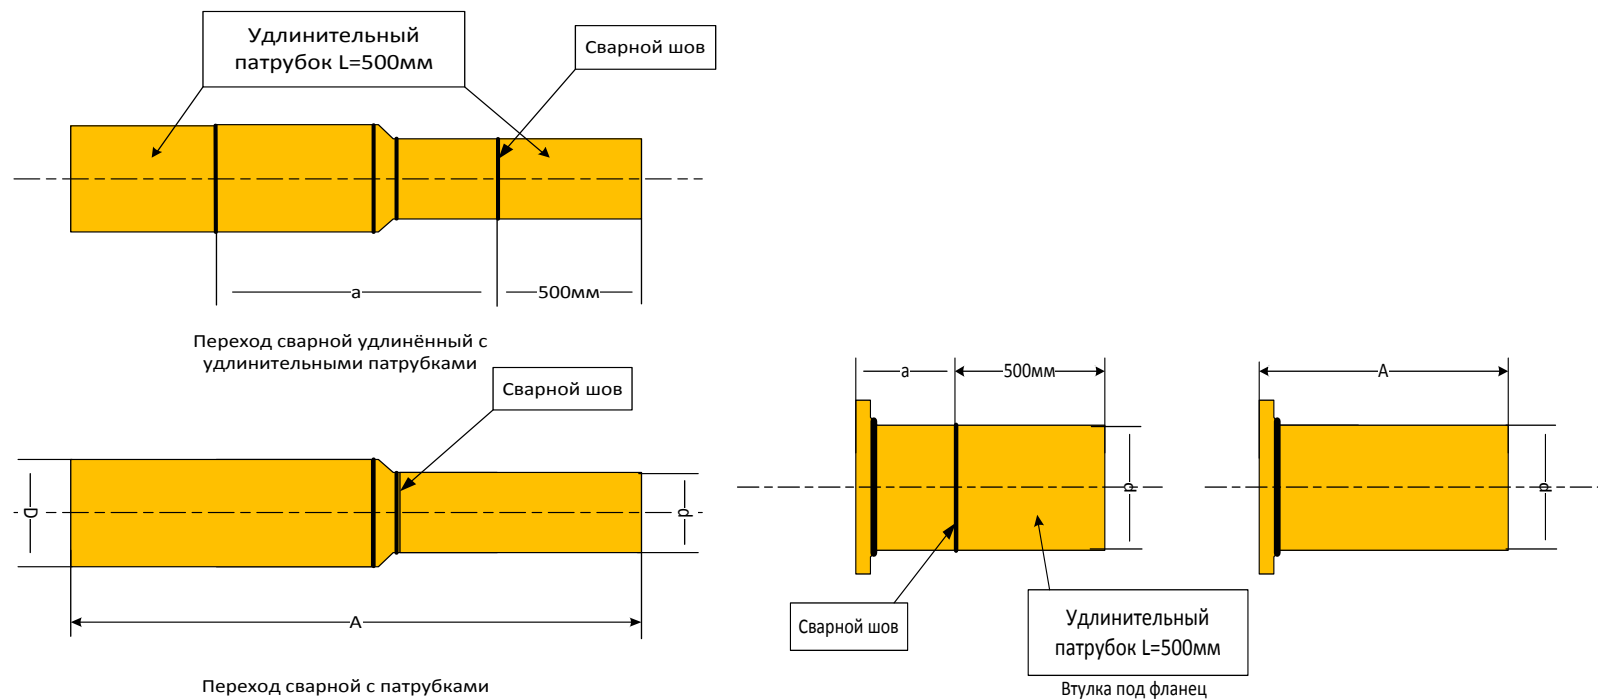 Удлинительный
патрубок L=500мм
Сварной шов
a
500мм
Переход сварной удлинённый с
удлинительными патрубками
Сварной шов
D
d
A
Переход сварной с патрубками
a
500мм
d
Сварной шов
Удлинительный
патрубок L=500мм
Втулка под фланец
A
d